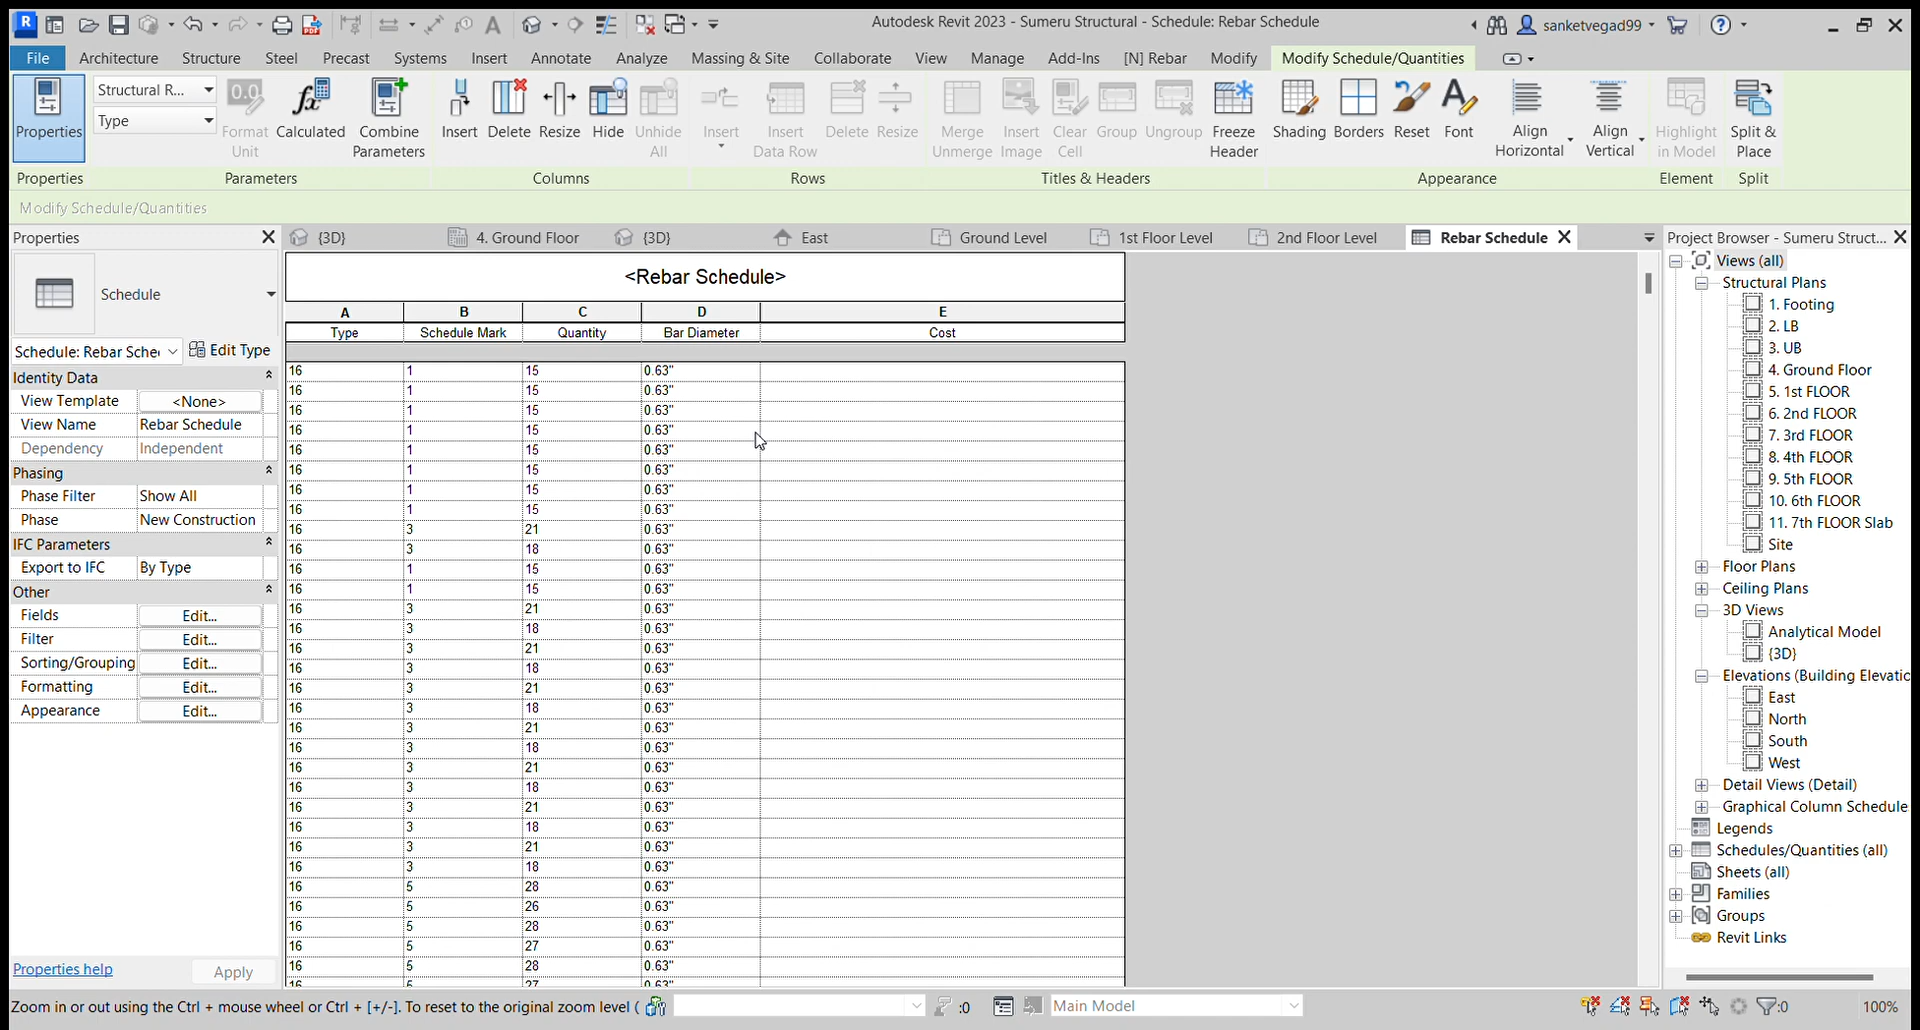 Autodesk Revit 2023 - Sumeru Structural - Schedule: Rebar Schedule
sanketvegad99
File Architecture Structure Steel Precast Systems Insert Annotate Analyze Massing & Site Collaborate View Manage Add-Ins [N] Rebar Modify Modify Schedule/Quantities
Properties
Structural R...
Type
Format Unit
Calculated
Combine Parameters
Insert
Delete
Resize
Hide
Unhide All
Insert
Insert Data Row
Delete
Resize
Merge Unmerge
Insert Image
Clear Cell
Group
Ungroup
Freeze Header
Shading
Borders
Reset
Font
Align Horizontal
Align Vertical
Highlight in Model
Split & Place
Properties Parameters Columns Rows Titles & Headers Appearance Element Split
Modify Schedule/Quantities
Properties
Schedule
Schedule: Rebar Sche
Edit Type
Identity Data
View Template <None>
View Name Rebar Schedule
Dependency Independent
Phasing
Phase Filter Show All
Phase New Construction
IFC Parameters
Export to IFC By Type
Other
Fields Edit...
Filter Edit...
Sorting/Grouping Edit...
Formatting Edit...
Appearance Edit...
Properties help
Apply
{3D} 4. Ground Floor {3D} East Ground Level 1st Floor Level 2nd Floor Level Rebar Schedule
<Rebar Schedule>
A B C D E
Type Schedule Mark Quantity Bar Diameter Cost
16 1 15 0.63"
16 1 15 0.63"
16 1 15 0.63"
16 1 15 0.63"
16 1 15 0.63"
16 1 15 0.63"
16 1 15 0.63"
16 1 15 0.63"
16 3 21 0.63"
16 3 18 0.63"
16 1 15 0.63"
16 1 15 0.63"
16 3 21 0.63"
16 3 18 0.63"
16 3 21 0.63"
16 3 18 0.63"
16 3 21 0.63"
16 3 18 0.63"
16 3 21 0.63"
16 3 18 0.63"
16 3 21 0.63"
16 3 18 0.63"
16 3 21 0.63"
16 3 18 0.63"
16 3 21 0.63"
16 3 18 0.63"
16 5 28 0.63"
16 5 26 0.63"
16 5 28 0.63"
16 5 27 0.63"
16 5 28 0.63"
Project Browser - Sumeru Struct...
Views (all)
Structural Plans
1. Footing
2. LB
3. UB
4. Ground Floor
5. 1st FLOOR
6. 2nd FLOOR
7. 3rd FLOOR
8. 4th FLOOR
9. 5th FLOOR
10. 6th FLOOR
11. 7th FLOOR Slab
Site
Floor Plans
Ceiling Plans
3D Views
Analytical Model
{3D}
Elevations (Building Elevatic
East
North
South
West
Detail Views (Detail)
Graphical Column Schedule
Legends
Schedules/Quantities (all)
Sheets (all)
Families
Groups
Revit Links
Zoom in or out using the Ctrl + mouse wheel or Ctrl + [+/-]. To reset to the original zoom level (
:0
Main Model
:0
100%